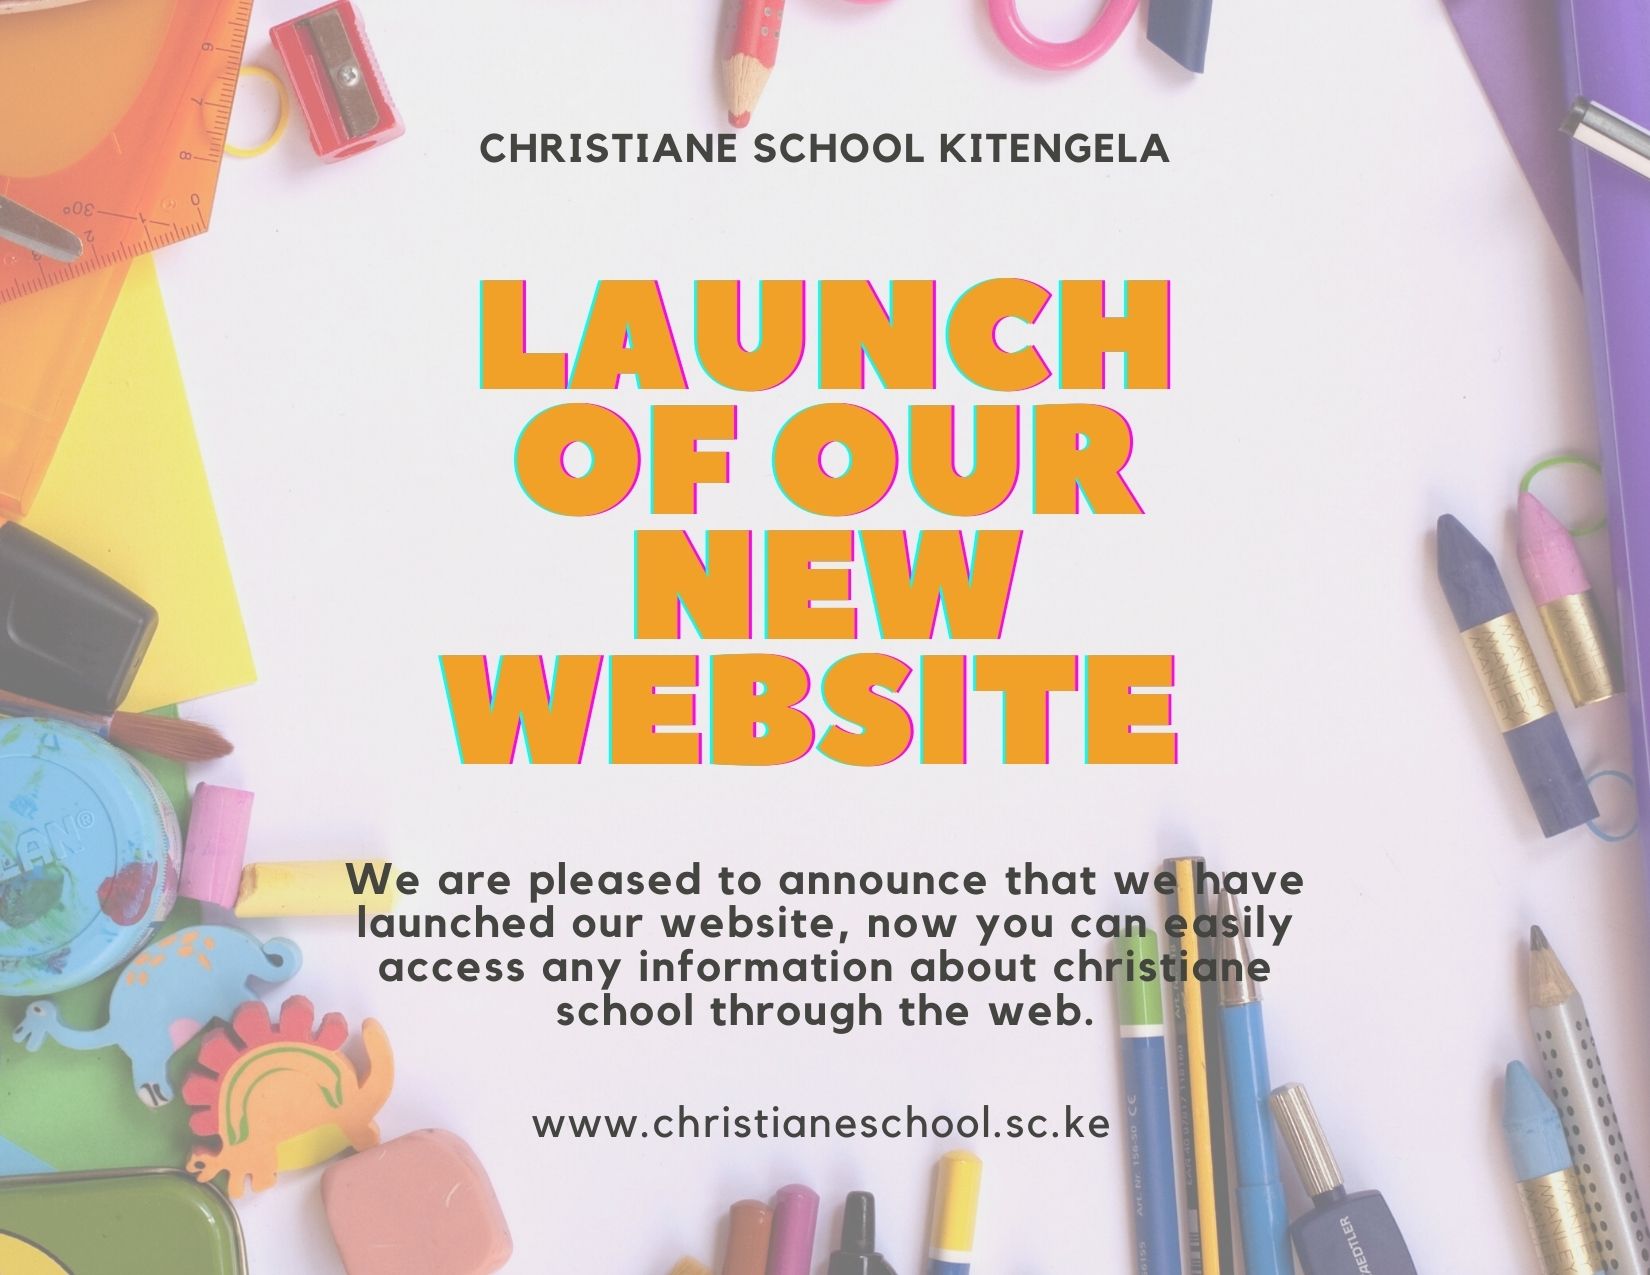 CHRISTIANE SCHOOL KITENGELA
LAUNCH
OF OUR
NEW
WEBSITE
We are pleased to announce that we have
launched our website, now you can easily
access any information about christiane
school through the web.
www.christianeschool.sc.ke